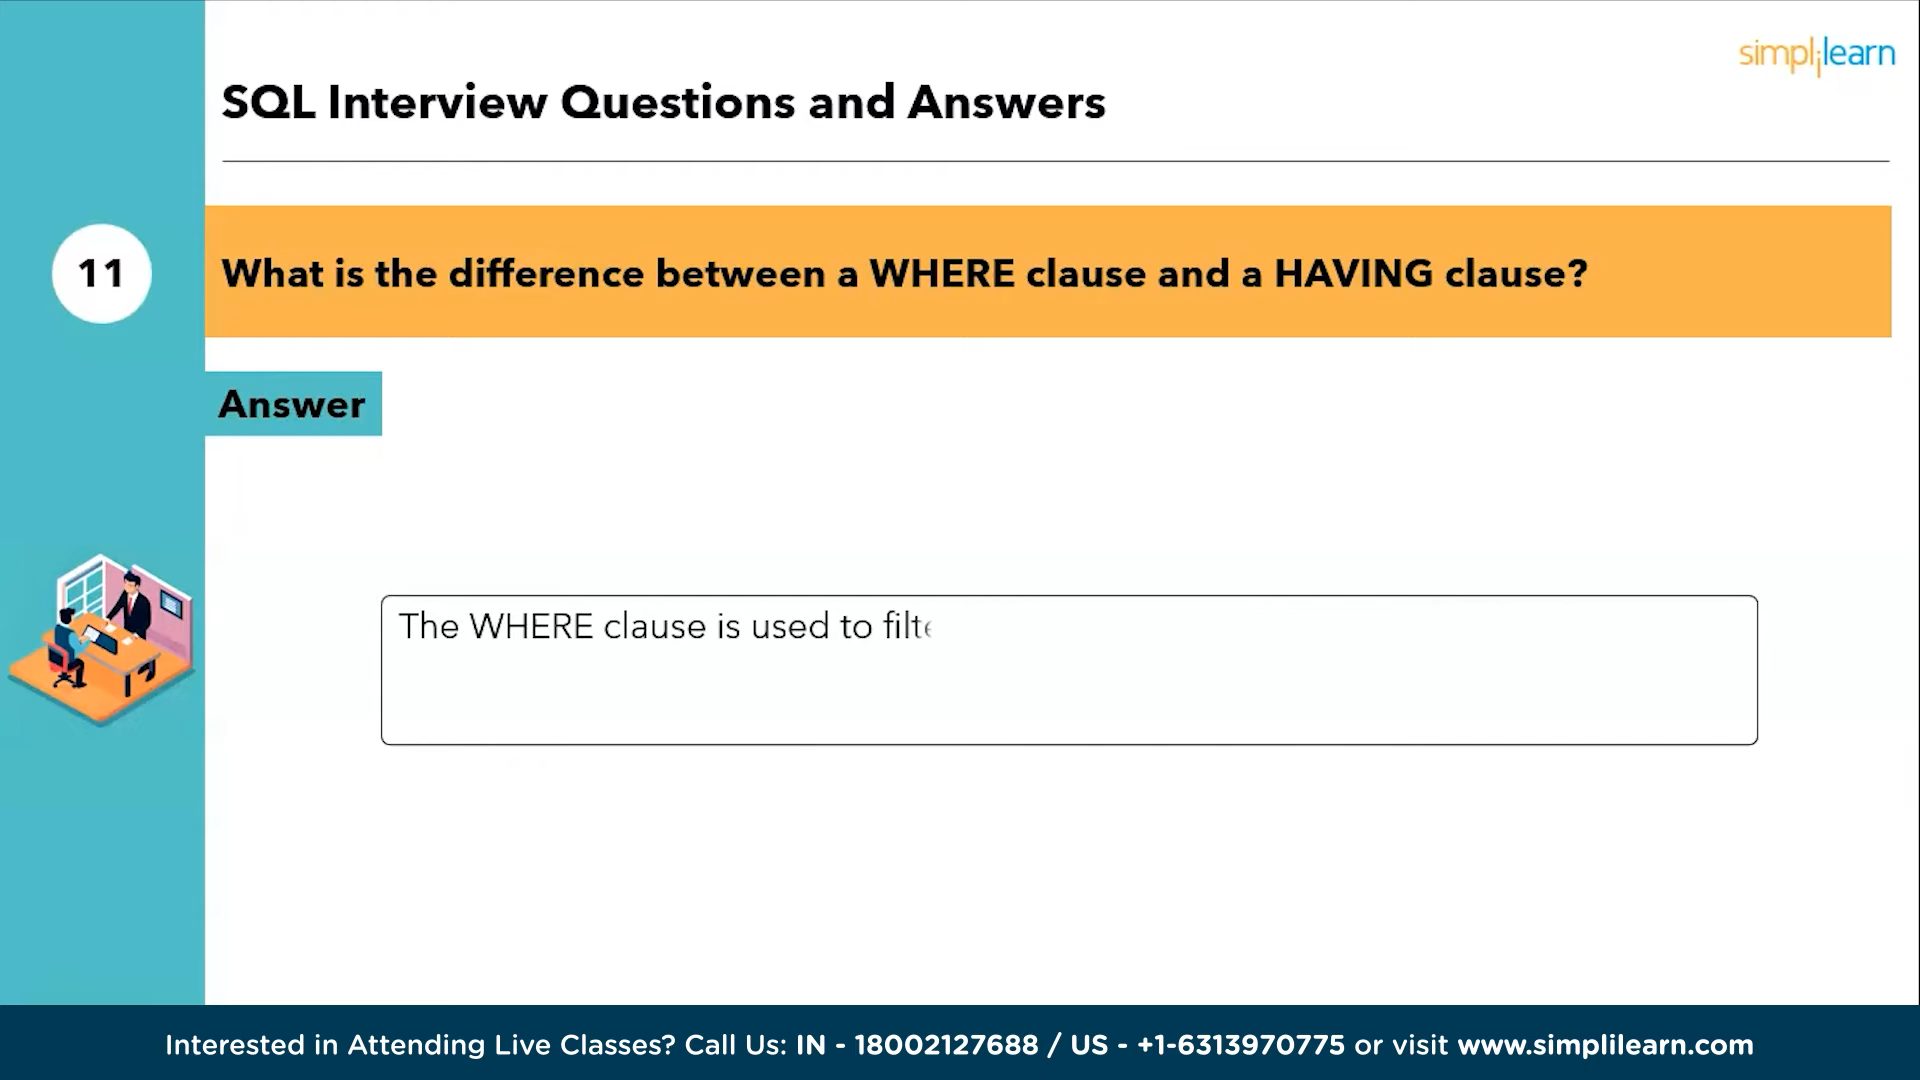 simplilearn
SQL Interview Questions and Answers
11
What is the difference between a WHERE clause and a HAVING clause?
Answer
The WHERE clause is used to filte
Interested in Attending Live Classes? Call Us: IN - 18002127688 / US - +1-6313970775 or visit www.simplilearn.com